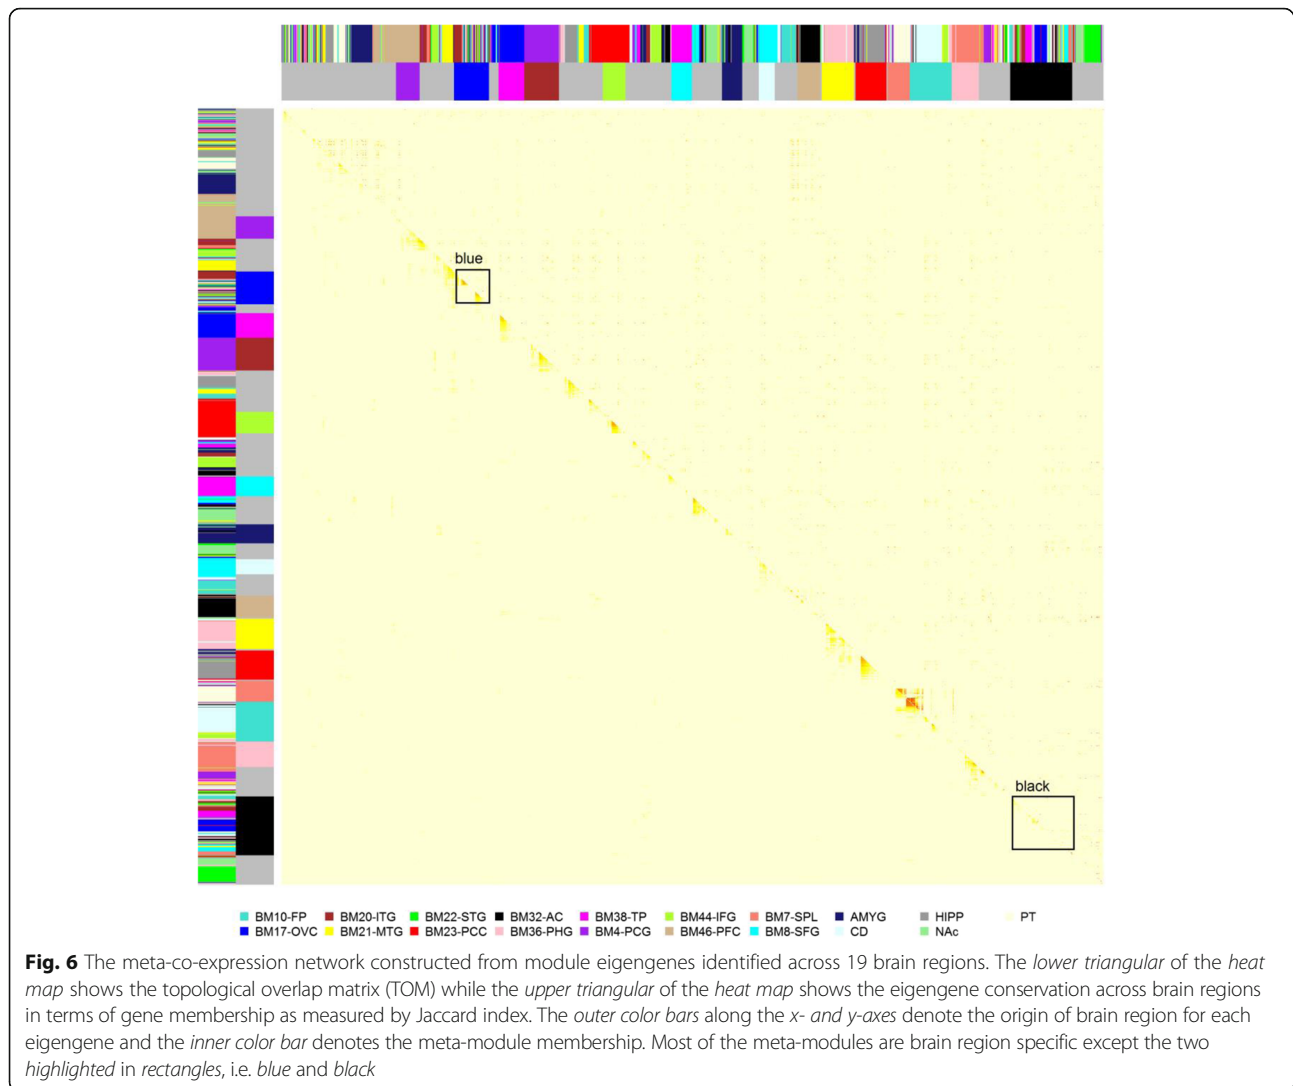 blue
black
BM10-FP BM20-ITG BM22-STG BM32-AC BM38-TP BM44-IFG BM7-SPL AMYG HIPP PT
BM17-OVC BM21-MTG BM23-PCC BM36-PHG BM4-PCG BM46-PFC BM8-SFG CD NAc
Fig. 6 The meta-co-expression network constructed from module eigengenes identified across 19 brain regions. The lower triangular of the heat
map shows the topological overlap matrix (TOM) while the upper triangular of the heat map shows the eigengene conservation across brain regions
in terms of gene membership as measured by Jaccard index. The outer color bars along the x- and y-axes denote the origin of brain region for each
eigengene and the inner color bar denotes the meta-module membership. Most of the meta-modules are brain region specific except the two
highlighted in rectangles, i.e. blue and black